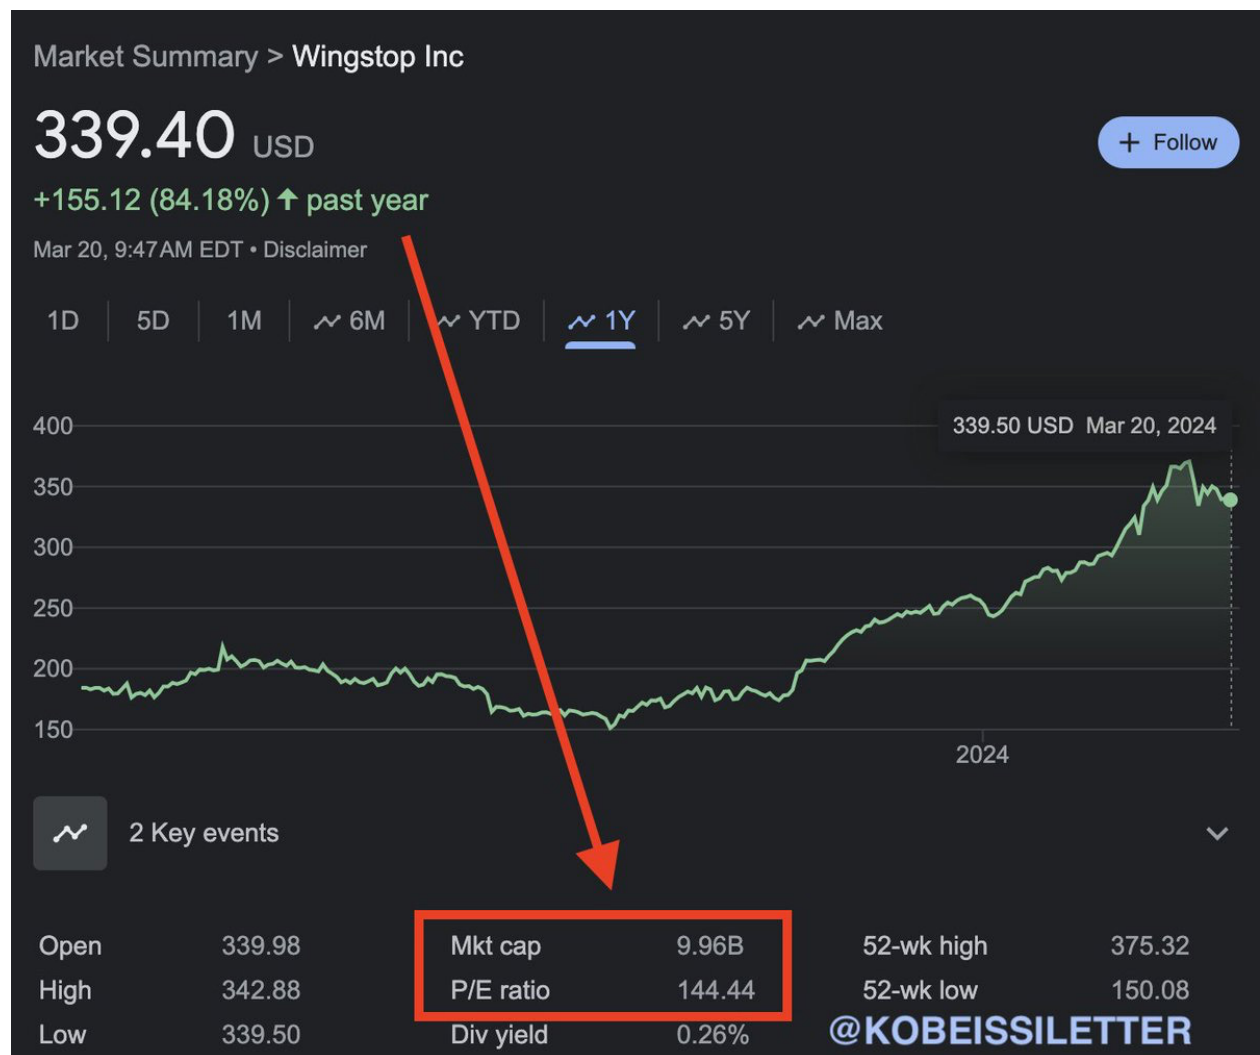 Market Summary > Wingstop Inc
339.40 USD
+ Follow
+155.12 (84.18%) ↑ past year
Mar 20, 9:47 AM EDT • Disclaimer
1D 5D 1M 6M YTD 1Y 5Y Max
339.50 USD Mar 20, 2024
400
350
300
250
200
150
2024
2 Key events
Open 339.98 Mkt cap 9.96B 52-wk high 375.32
High 342.88 P/E ratio 144.44 52-wk low 150.08
Low 339.50 Div yield 0.26% @KOBEISSILETTER